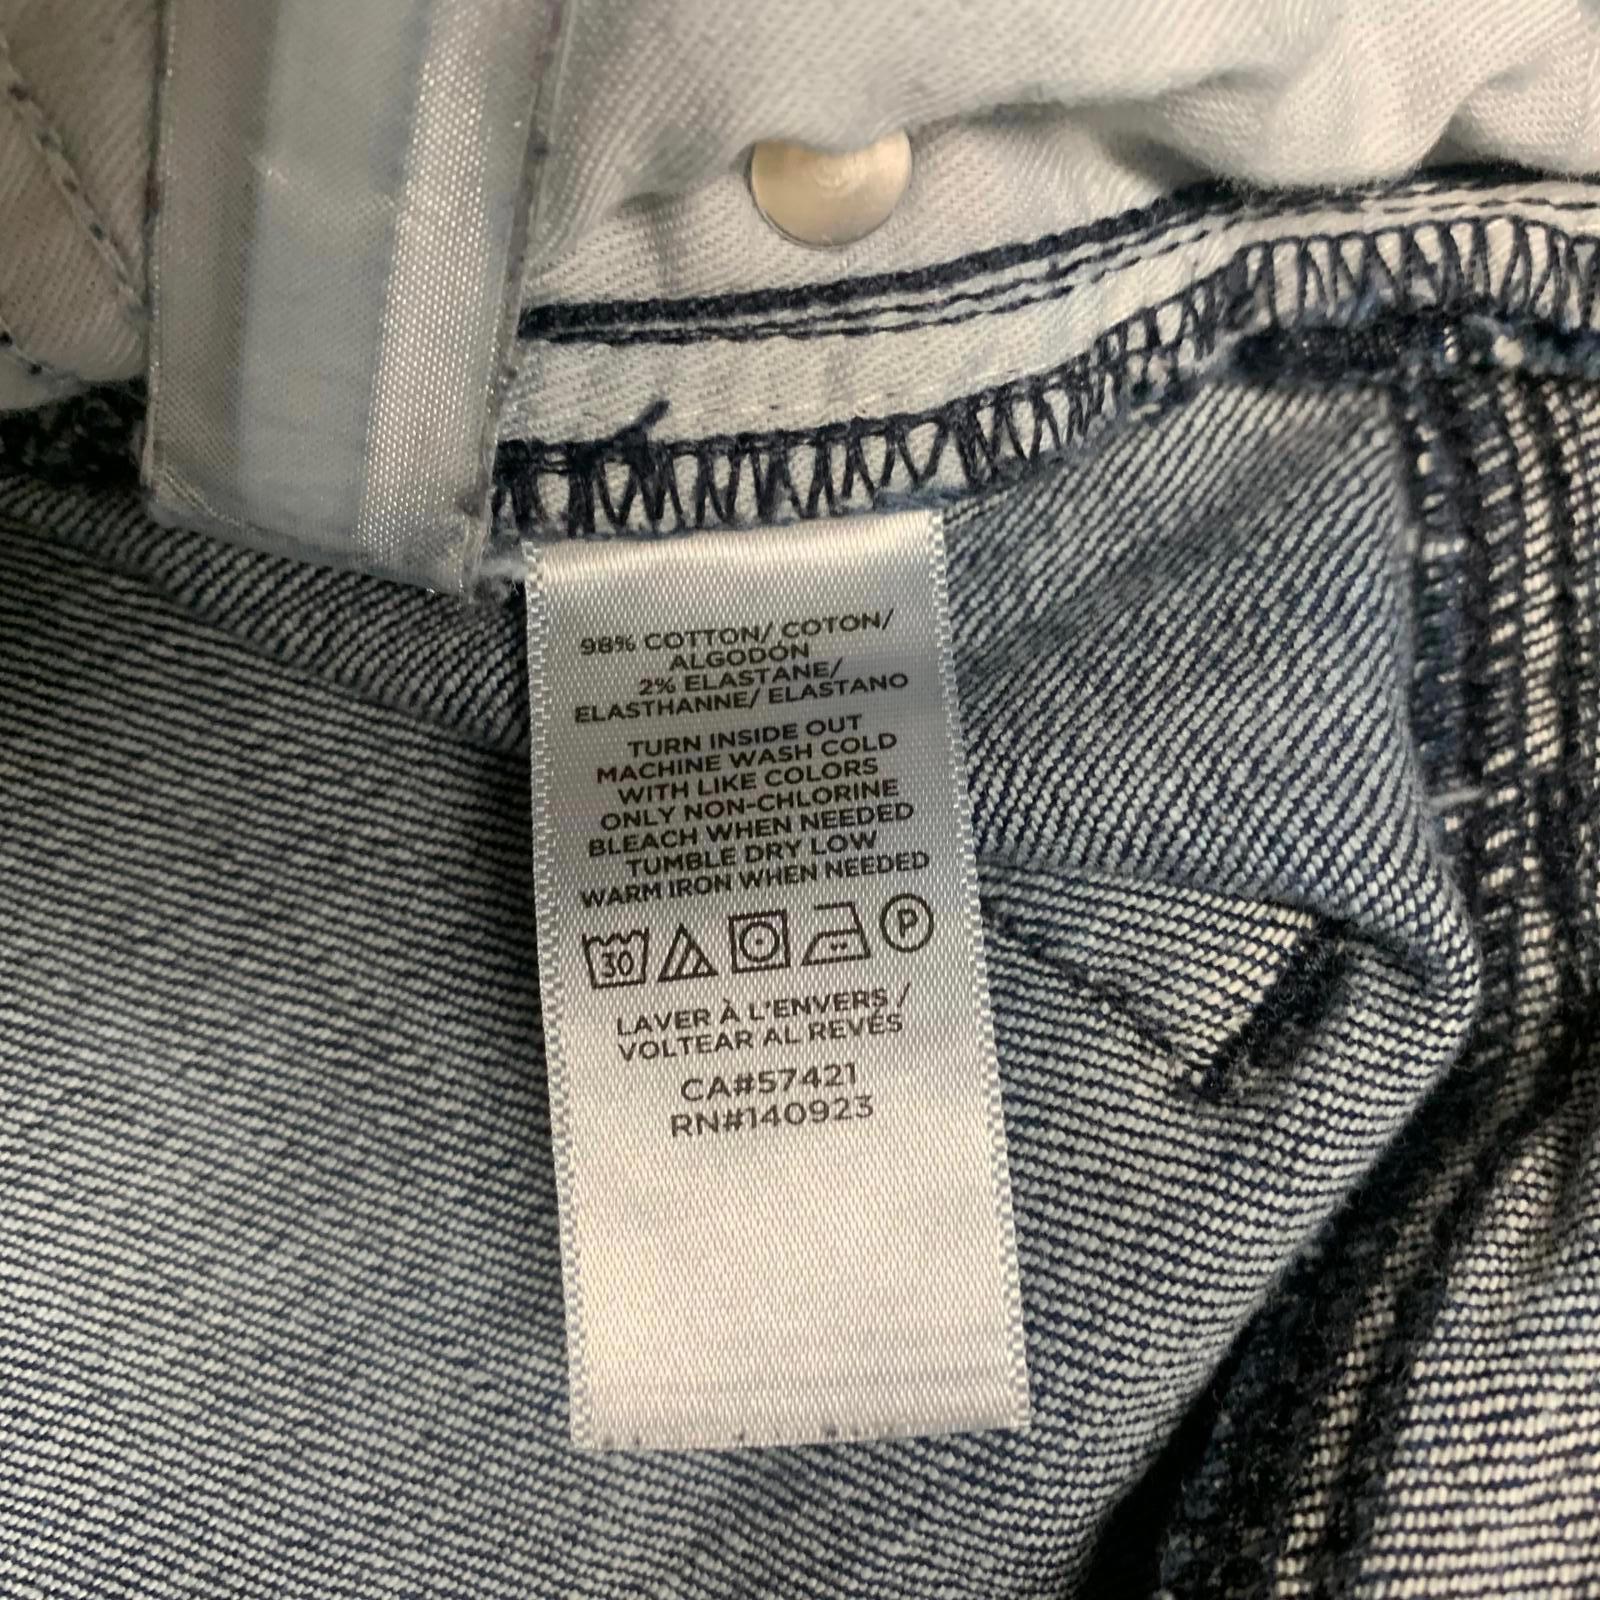 98% COTTON/ COTON/
ALGODÓN
2% ELASTANE/
ELASTHANNE/ ELASTANO
TURN INSIDE OUT
MACHINE WASH COLD
WITH LIKE COLORS
ONLY NON-CHLORINE
BLEACH WHEN NEEDED
TUMBLE DRY LOW
WARM IRON WHEN NEEDED
30 P
LAVER À L'ENVERS /
VOLTEAR AL REVÉS
CA#57421
RN#140923